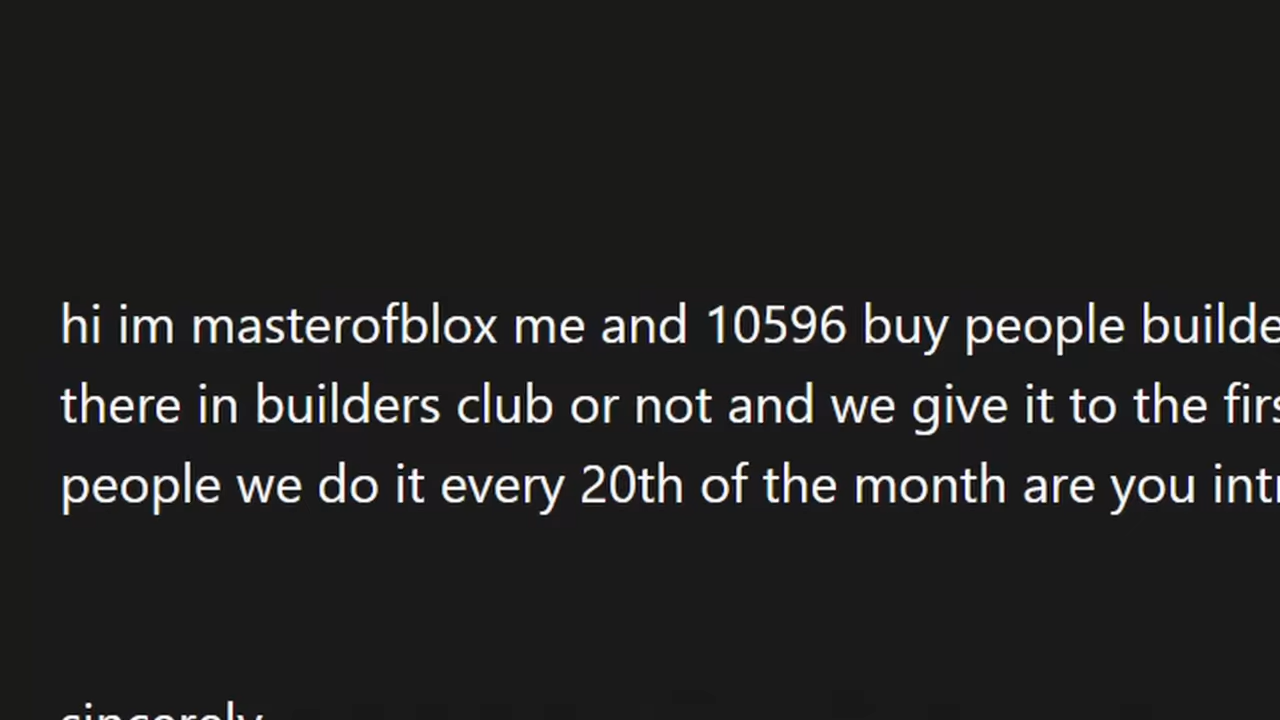 hi im masterofblox me and 10596 buy people builde
there in builders club or not and we give it to the firs
people we do it every 20th of the month are you intr
sincerely